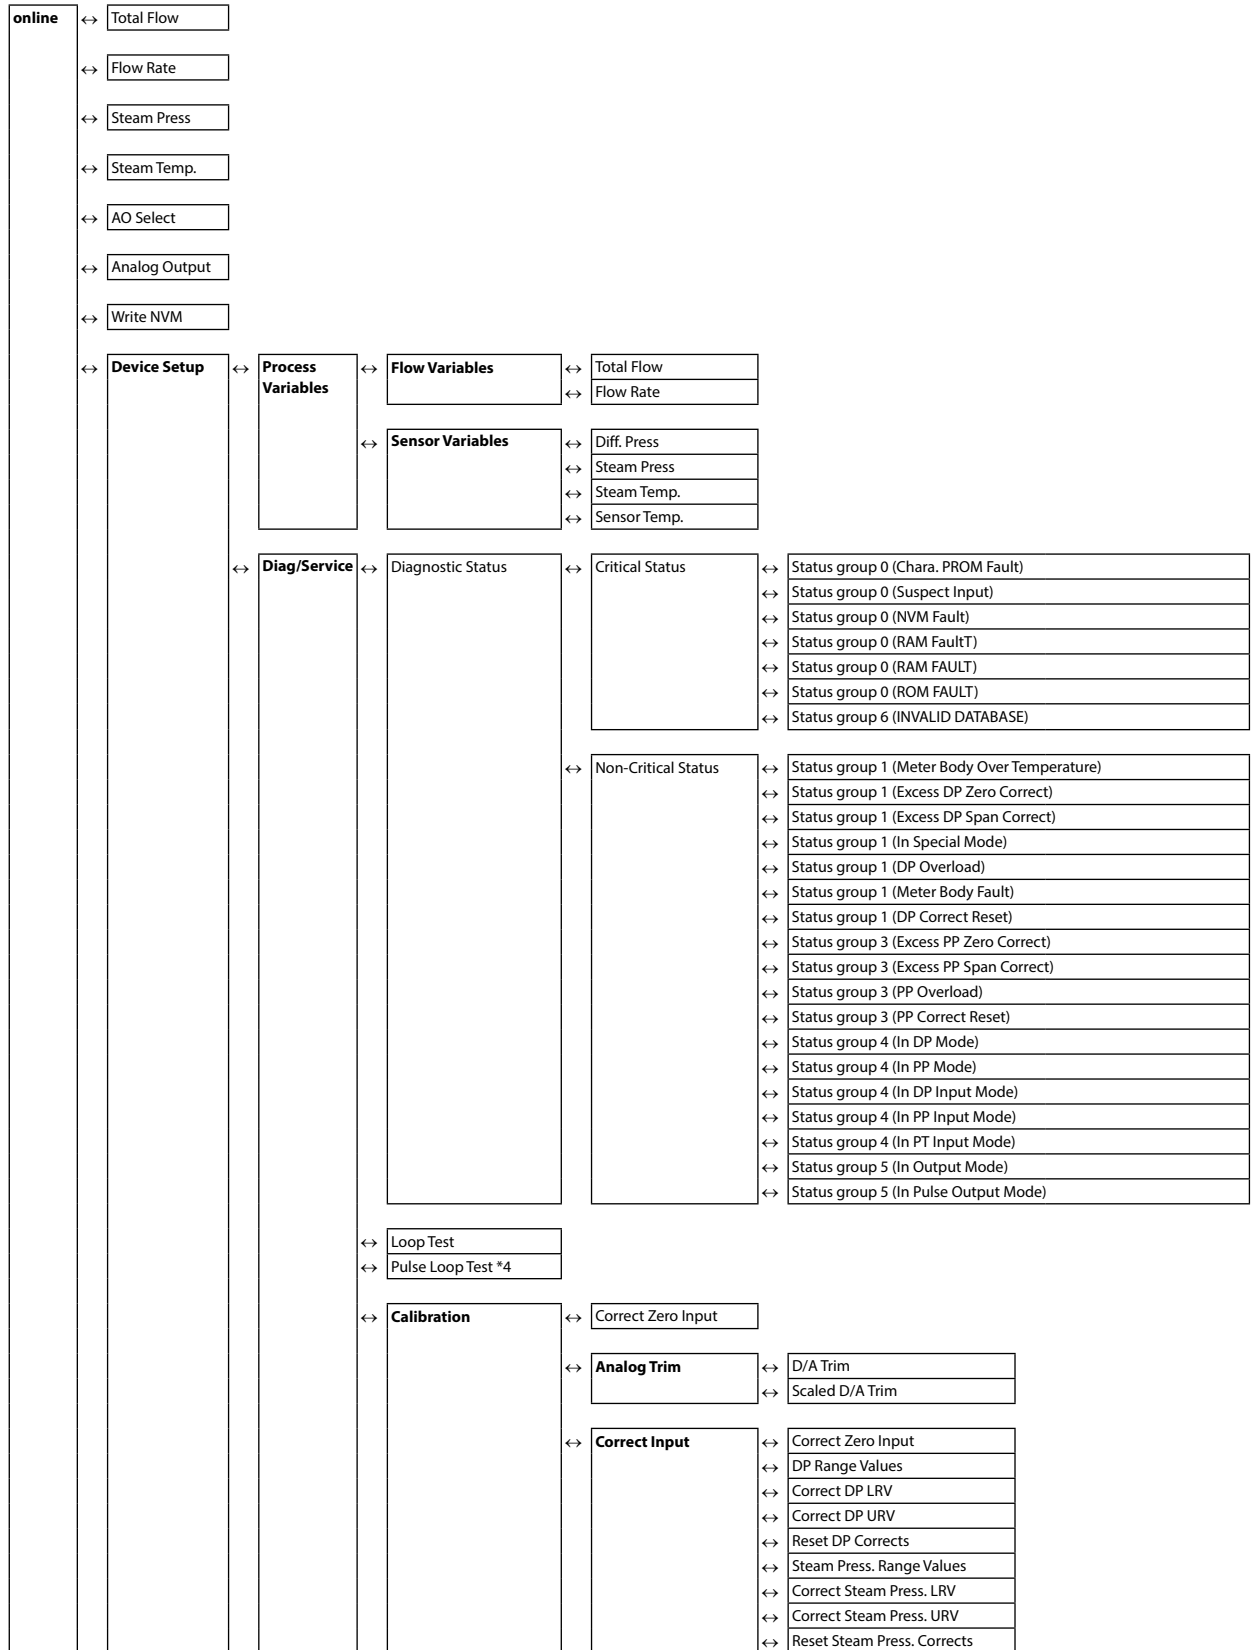 online ↔ Total Flow
↔ Flow Rate
↔ Steam Press
↔ Steam Temp.
↔ AO Select
↔ Analog Output
↔ Write NVM
↔ Device Setup ↔ Process ↔ Flow Variables ↔ Total Flow
Variables ↔ Flow Rate
↔ Sensor Variables ↔ Diff. Press
↔ Steam Press
↔ Steam Temp.
↔ Sensor Temp.
↔ Diag/Service ↔ Diagnostic Status ↔ Critical Status ↔ Status group 0 (Chara. PROM Fault)
↔ Status group 0 (Suspect Input)
↔ Status group 0 (NVM Fault)
↔ Status group 0 (RAM FaultT)
↔ Status group 0 (RAM FAULT)
↔ Status group 0 (ROM FAULT)
↔ Status group 6 (INVALID DATABASE)
↔ Non-Critical Status ↔ Status group 1 (Meter Body Over Temperature)
↔ Status group 1 (Excess DP Zero Correct)
↔ Status group 1 (Excess DP Span Correct)
↔ Status group 1 (In Special Mode)
↔ Status group 1 (DP Overload)
↔ Status group 1 (Meter Body Fault)
↔ Status group 1 (DP Correct Reset)
↔ Status group 3 (Excess PP Zero Correct)
↔ Status group 3 (Excess PP Span Correct)
↔ Status group 3 (PP Overload)
↔ Status group 3 (PP Correct Reset)
↔ Status group 4 (In DP Mode)
↔ Status group 4 (In PP Mode)
↔ Status group 4 (In DP Input Mode)
↔ Status group 4 (In PP Input Mode)
↔ Status group 4 (In PT Input Mode)
↔ Status group 5 (In Output Mode)
↔ Status group 5 (In Pulse Output Mode)
↔ Loop Test
↔ Pulse Loop Test *4
↔ Calibration ↔ Correct Zero Input
↔ Analog Trim ↔ D/A Trim
↔ Scaled D/A Trim
↔ Correct Input ↔ Correct Zero Input
↔ DP Range Values
↔ Correct DP LRV
↔ Correct DP URV
↔ Reset DP Corrects
↔ Steam Press. Range Values
↔ Correct Steam Press. LRV
↔ Correct Steam Press. URV
↔ Reset Steam Press. Corrects